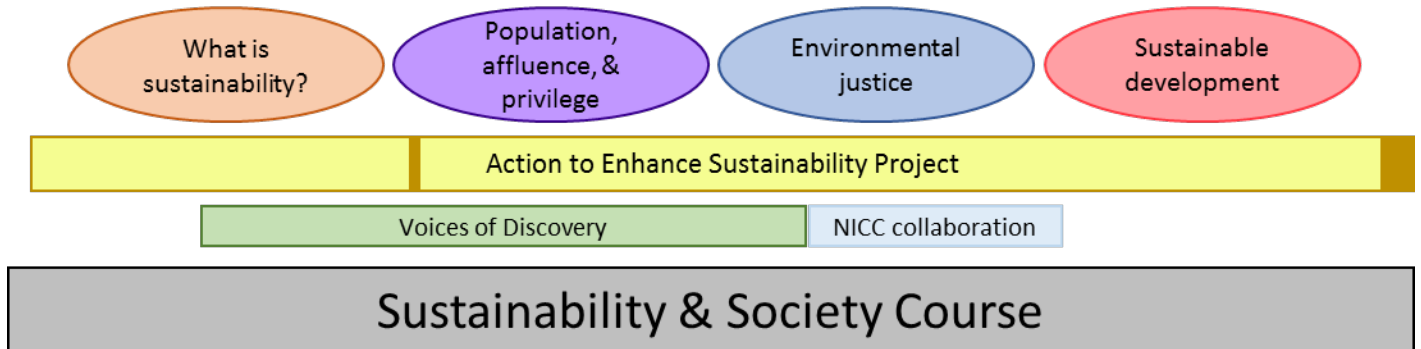 What is
sustainability?
Population,
affluence, &
privilege
Environmental
justice
Sustainable
development
Action to Enhance Sustainability Project
Voices of Discovery
NICC collaboration
Sustainability & Society Course